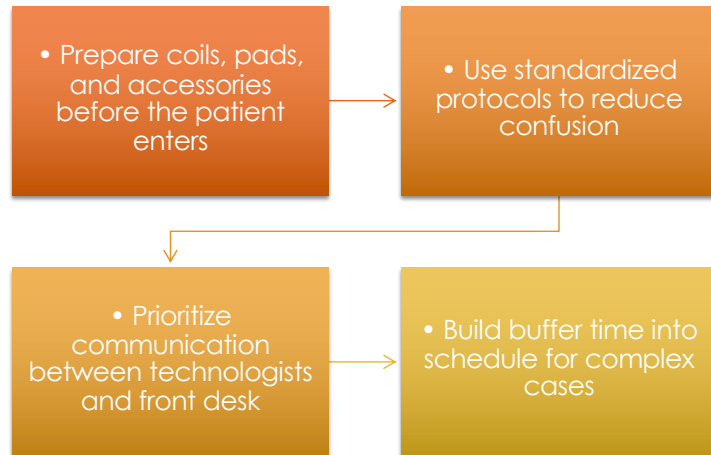 • Prepare coils, pads,
and accessories
before the patient
enters
• Use standardized
protocols to reduce
confusion
• Prioritize
communication
between technologists
and front desk
• Build buffer time into
schedule for complex
cases